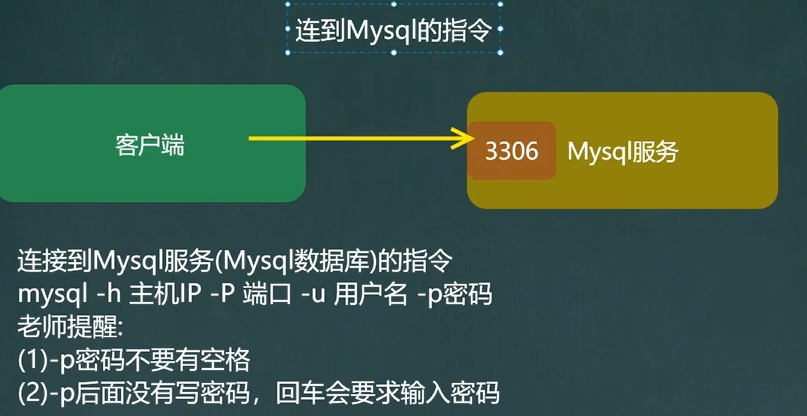 连到Mysql的指令
客户端
3306 Mysql服务
连接到Mysql服务(Mysql数据库)的指令
mysql -h 主机IP -P 端口 -u 用户名 -p密码
老师提醒:
(1)-p密码不要有空格
(2)-p后面没有写密码，回车会要求输入密码